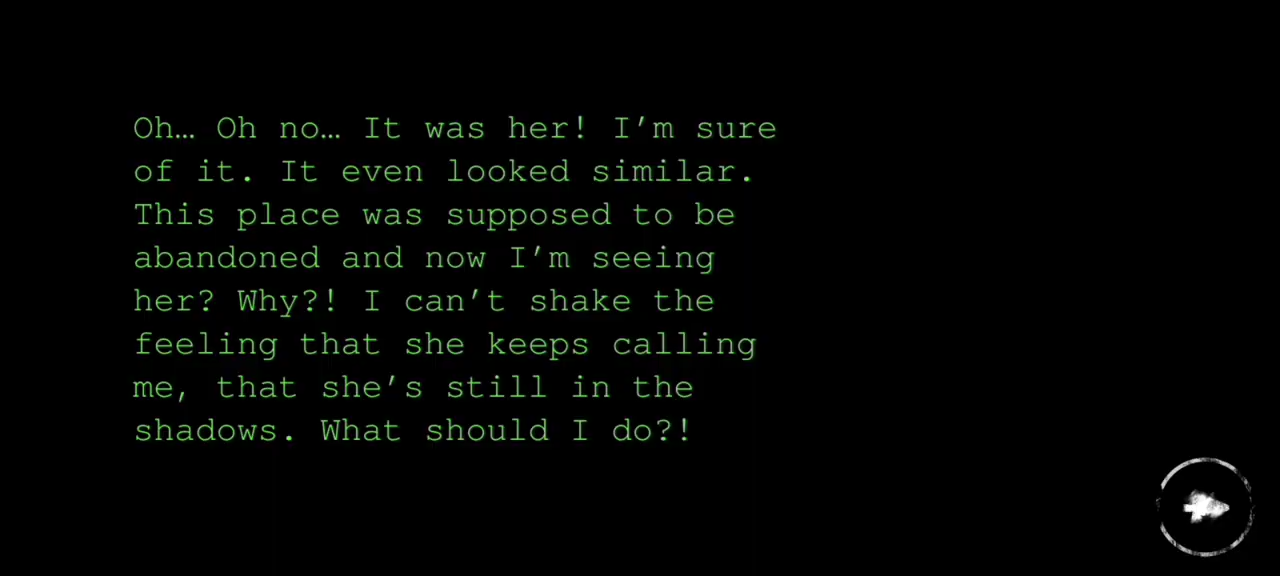 Oh… Oh no… It was her! I'm sure
of it. It even looked similar.
This place was supposed to be
abandoned and now I'm seeing
her? Why?! I can't shake the
feeling that she keeps calling
me, that she's still in the
shadows. What should I do?!